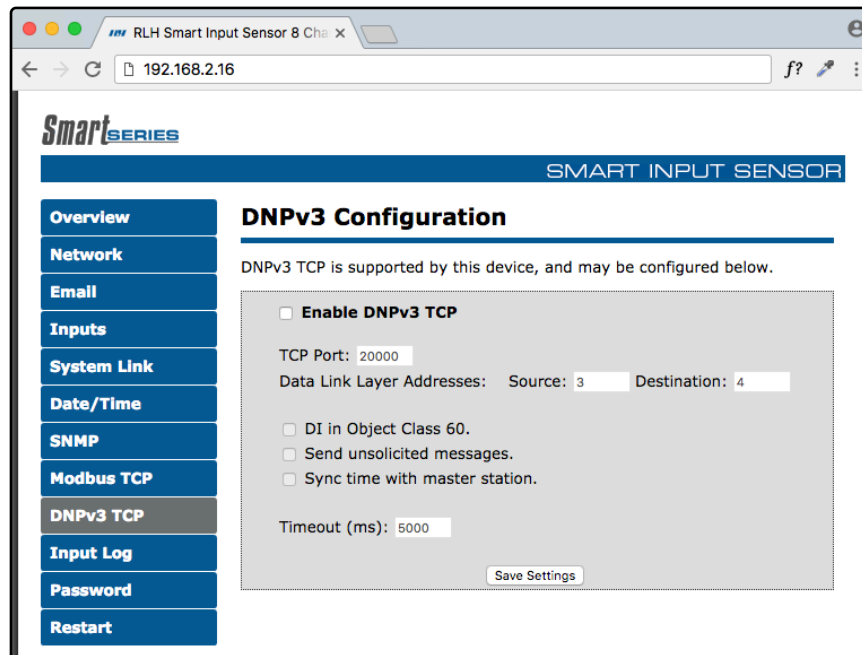 RLH Smart Input Sensor 8 Cha
192.168.2.16
f?
Smart SERIES
SMART INPUT SENSOR
Overview
Network
Email
Inputs
System Link
Date/Time
SNMP
Modbus TCP
DNPv3 TCP
Input Log
Password
Restart
DNPv3 Configuration
DNPv3 TCP is supported by this device, and may be configured below.
Enable DNPv3 TCP
TCP Port: 20000
Data Link Layer Addresses: Source: 3 Destination: 4
DI in Object Class 60.
Send unsolicited messages.
Sync time with master station.
Timeout (ms): 5000
Save Settings